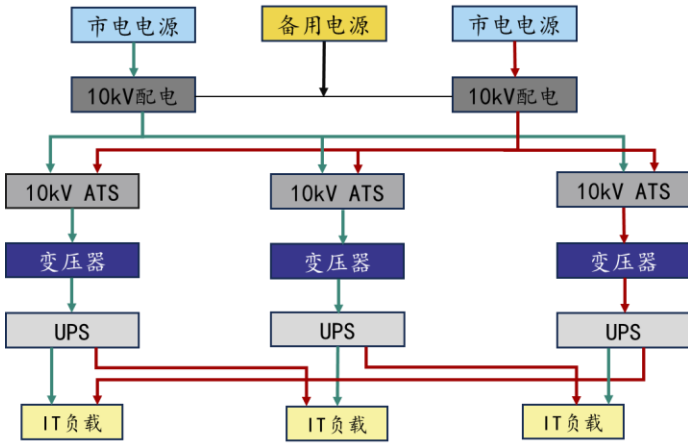 市电电源
备用电源
市电电源
10kV配电
10kV配电
10kV ATS
10kV ATS
10kV ATS
变压器
变压器
变压器
UPS
UPS
UPS
IT负载
IT负载
IT负载